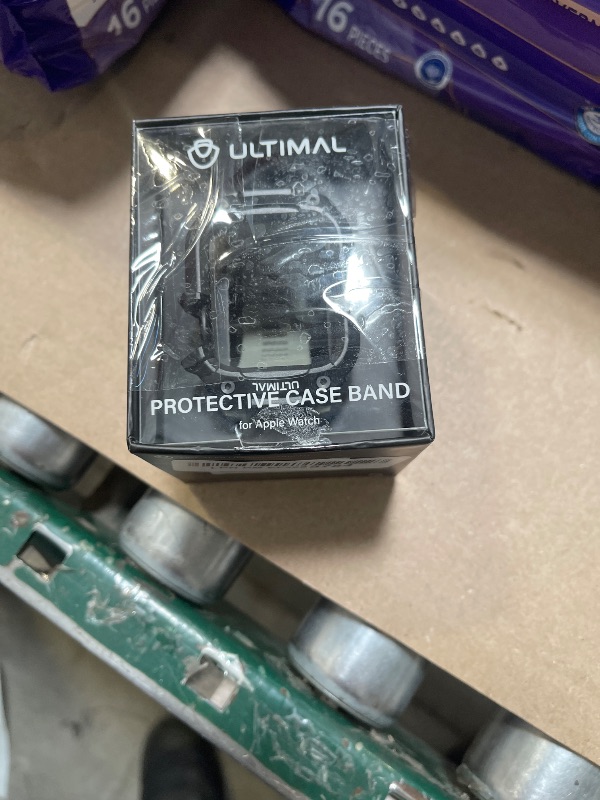 16 P
16 PIECES
ULTIMAL
ULTIMAL
PROTECTIVE CASE BAND
for Apple Watch